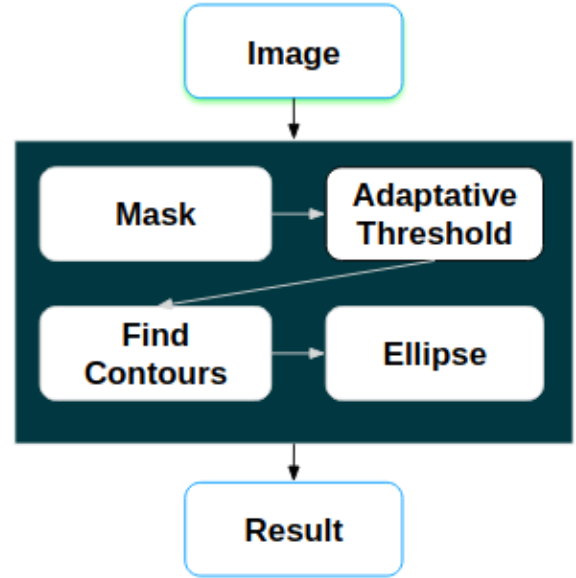 Image
Mask
Adaptative
Threshold
Find
Contours
Ellipse
Result